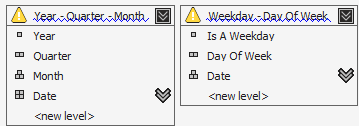 Year - Quarter - Month
Year
Quarter
Month
Date
<new level>
Weekday - Day Of Week
Is A Weekday
Day Of Week
Date
<new level>